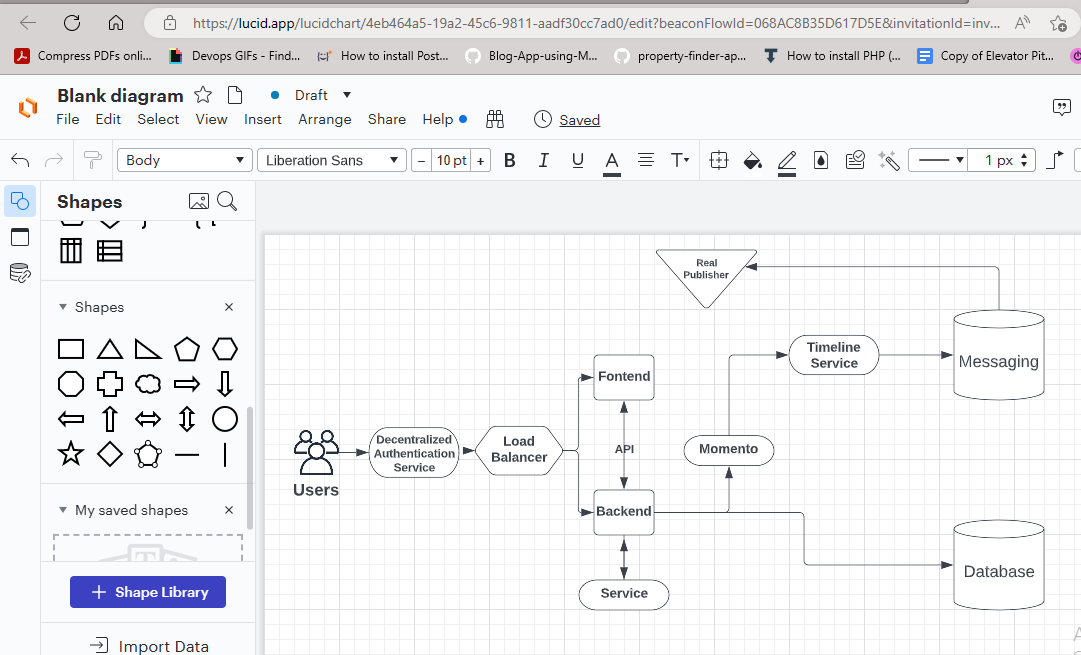 https://lucid.app/lucidchart/4eb464a5-19a2-45c6-9811-aadf30cc7ad0/edit?beaconFlowId=068AC8B35D617D5E&invitationId=inv...
Compress PDFs onli... Devops GIFs - Find... How to install Post... Blog-App-using-M... property-finder-ap... How to install PHP (... Copy of Elevator Pit...
Blank diagram Draft
File Edit Select View Insert Arrange Share Help Saved
Body Liberation Sans − 10 pt + B I U A T 1 px
Shapes
Shapes
My saved shapes
+ Shape Library
Import Data
Real
Publisher
Timeline
Service
Messaging
Fontend
Decentralized
Authentication
Service
Load
Balancer
API
Momento
Users
Backend
Database
Service